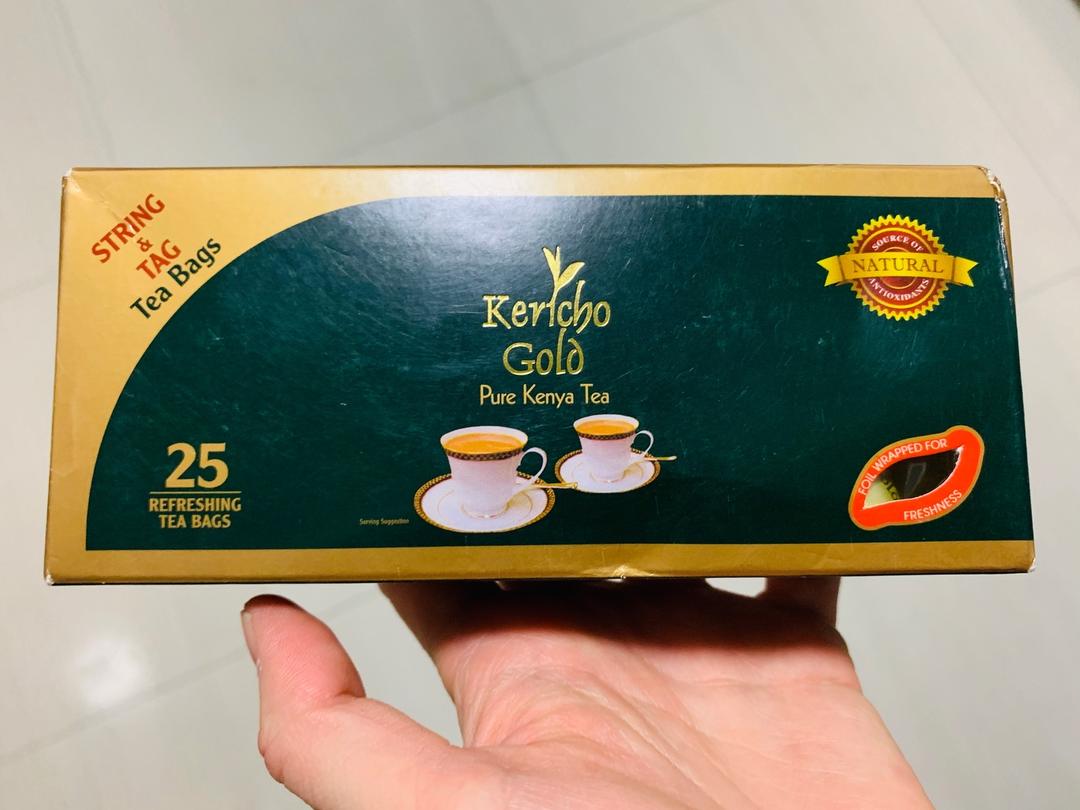 STRING
&
TAG
Tea Bags
SOURCE OF
NATURAL
ANTIOXIDANTS
Kericho
Gold
Pure Kenya Tea
25
REFRESHING
TEA BAGS
Serving Suggestion
FOIL WRAPPED FOR
FRESHNESS